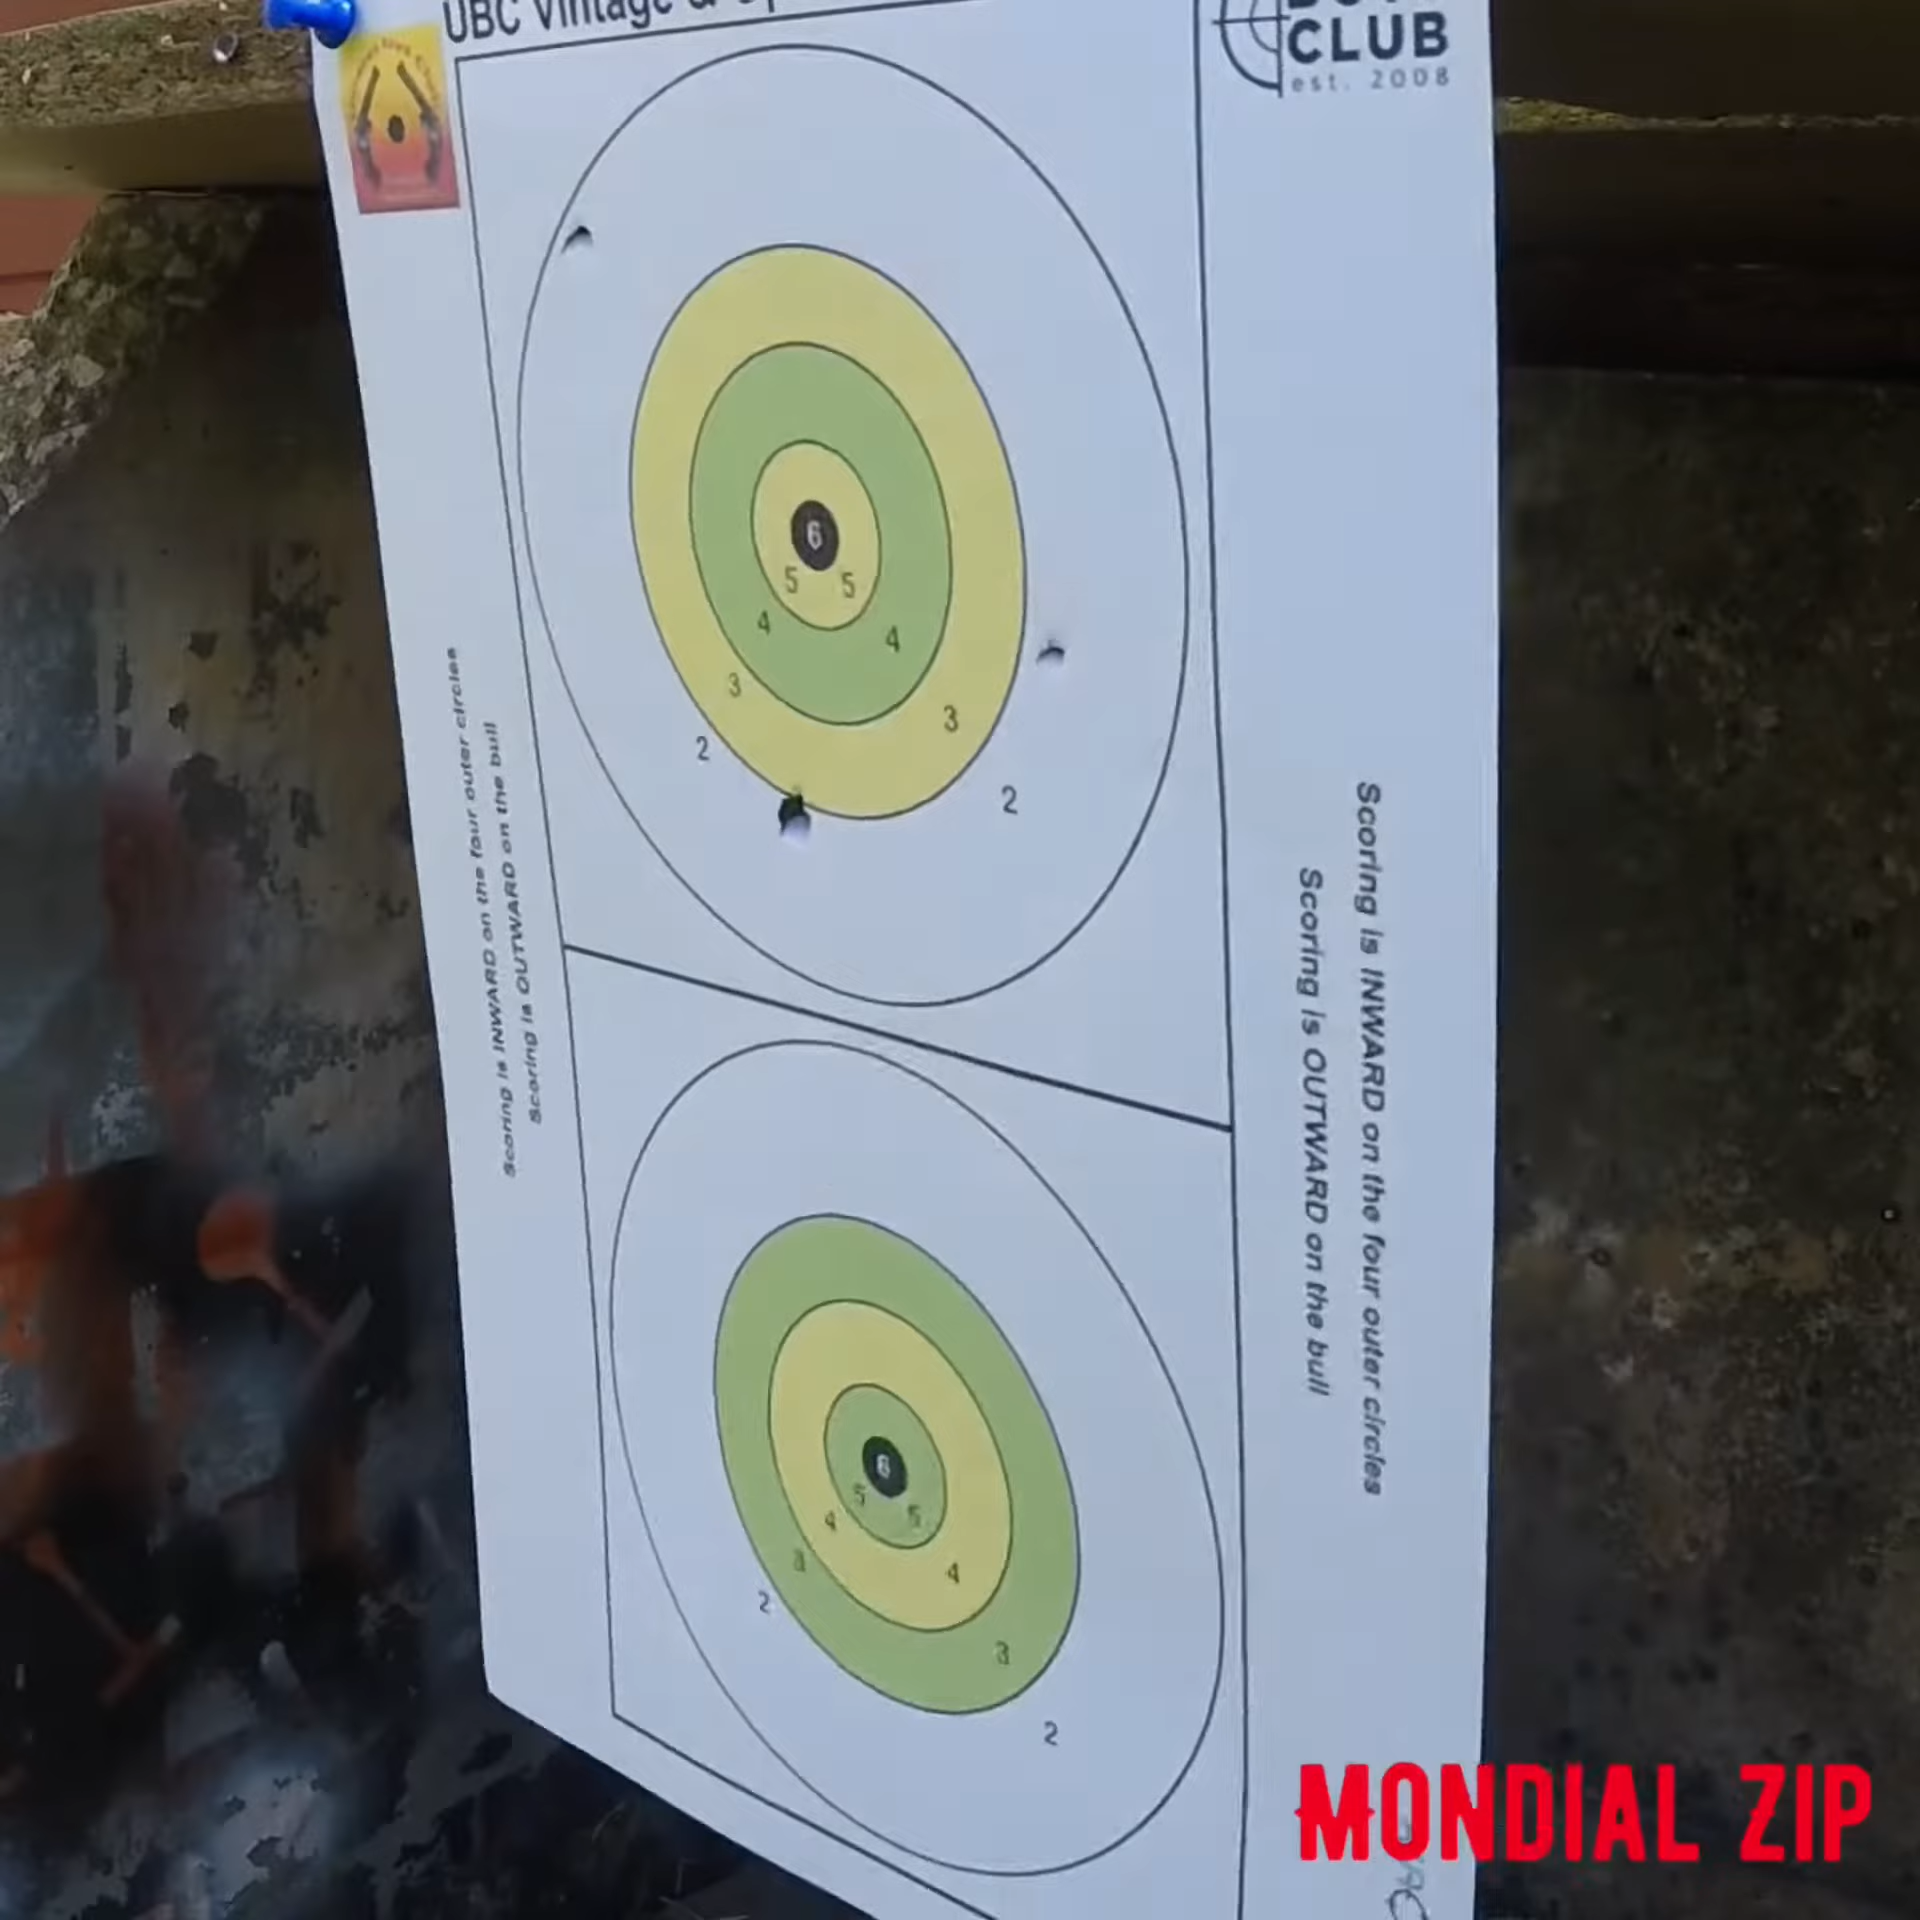 UBC Vintage &
CLUB
est. 2008
6
5 5
4 4
3 3
2 2
Scoring is INWARD on the four outer circles
Scoring is OUTWARD on the bull
Scoring is INWARD on the four outer circles
Scoring is OUTWARD on the bull
6
5 5
4 4
3 3
2 2
MONDIAL ZIP